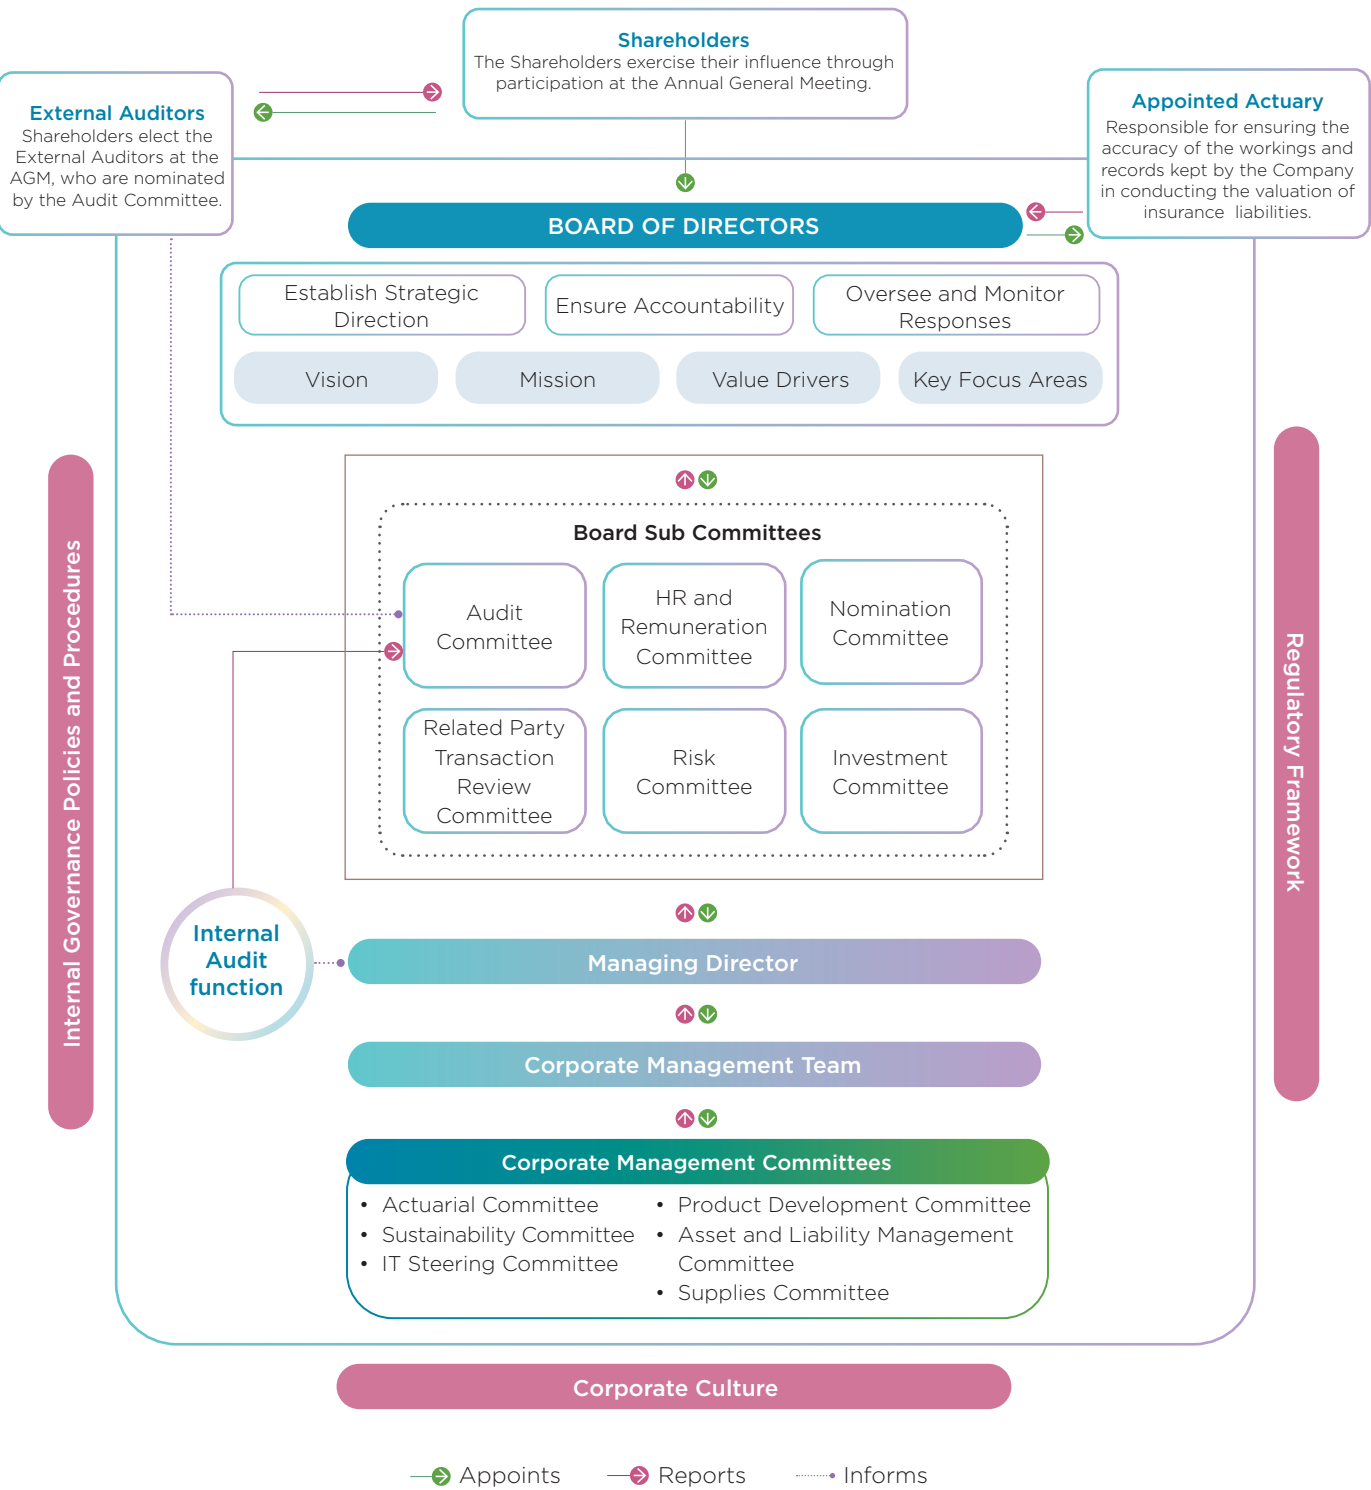 Shareholders
The Shareholders exercise their influence through
participation at the Annual General Meeting.
External Auditors
Shareholders elect the
External Auditors at the
AGM, who are nominated
by the Audit Committee.
Appointed Actuary
Responsible for ensuring the
accuracy of the workings and
records kept by the Company
in conducting the valuation of
insurance liabilities.
BOARD OF DIRECTORS
Establish Strategic
Direction
Ensure Accountability
Oversee and Monitor
Responses
Vision
Mission
Value Drivers
Key Focus Areas
Internal Governance Policies and Procedures
Regulatory Framework
Board Sub Committees
Audit
Committee
HR and
Remuneration
Committee
Nomination
Committee
Related Party
Transaction
Review
Committee
Risk
Committee
Investment
Committee
Internal
Audit
function
Managing Director
Corporate Management Team
Corporate Management Committees
• Actuarial Committee
• Sustainability Committee
• IT Steering Committee
• Product Development Committee
• Asset and Liability Management
Committee
• Supplies Committee
Corporate Culture
Appoints
Reports
Informs